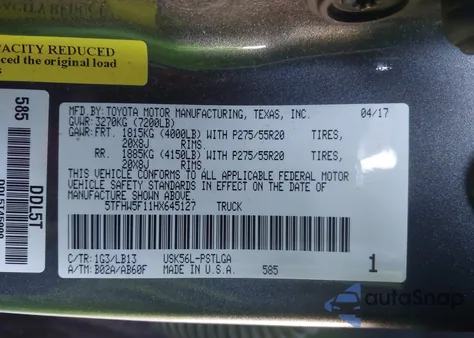 PACITY REDUCED
duced the original load
585
DDL5T
MFD.BY:TOYOTA MOTOR MANUFACTURING, TEXAS, INC. 04/17
GVWR:3270KG (7200LB)
GAWR:FRT. 1815KG (4000LB) WITH P275/55R20 TIRES,
20X8J RIMS.
RR. 1885KG (4150LB) WITH P275/55R20 TIRES,
20X8J RIMS.
THIS VEHICLE CONFORMS TO ALL APPLICABLE FEDERAL MOTOR
VEHICLE SAFETY STANDARDS IN EFFECT ON THE DATE OF
MANUFACTURE SHOWN ABOVE.
5TFHW5F11HX645127 TRUCK
C/TR:1G3/LB13 USK56L-PSTLGA
A/TM:B02A/AB60F MADE IN U.S.A. 585 1
autoSnap